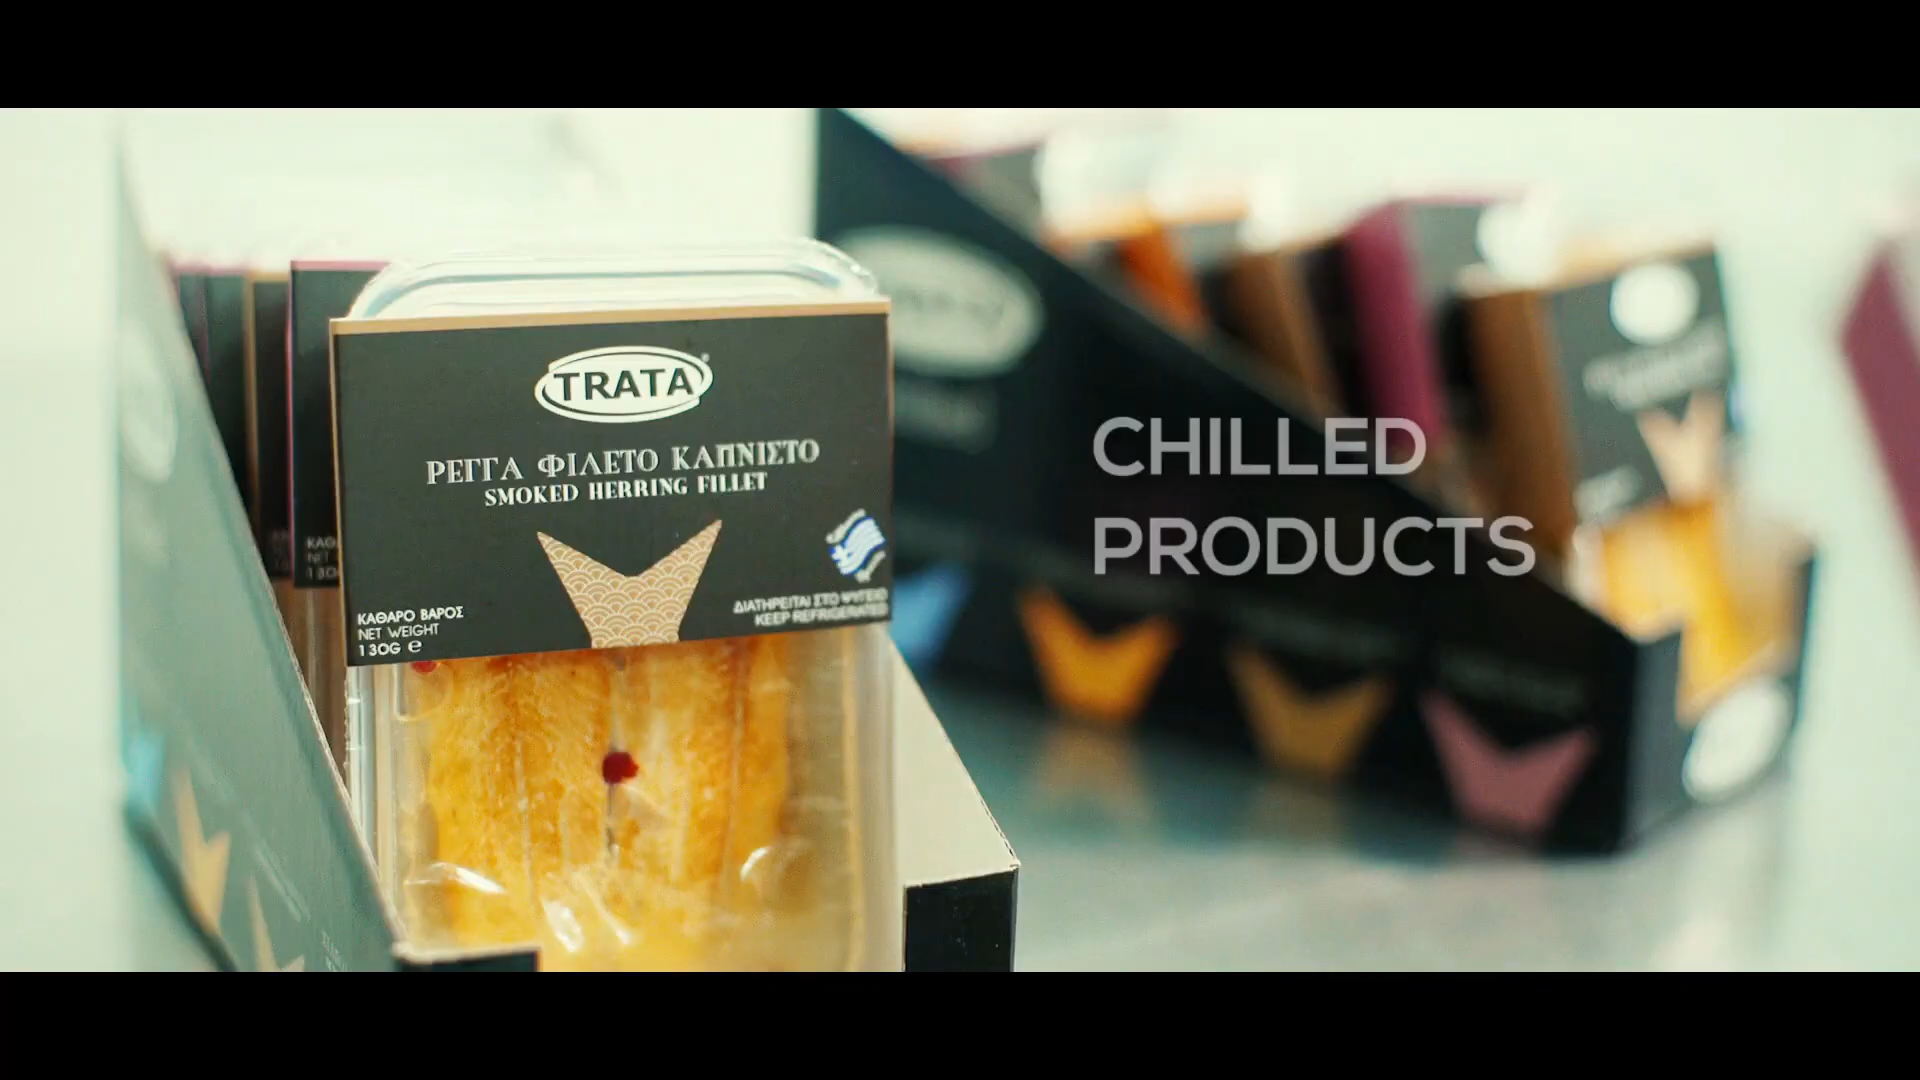 TRATA
ΡΕΓΓΑ ΦΙΛΕΤΟ ΚΑΠΝΙΣΤΟ
SMOKED HERRING FILLET
ΚΑΘΑΡΟ ΒΑΡΟΣ
NET WEIGHT
130G e
ΔΙΑΤΗΡΕΙΤΑΙ ΣΤΟ ΨΥΓΕΙΟ
KEEP REFRIGERATED
CHILLED
PRODUCTS